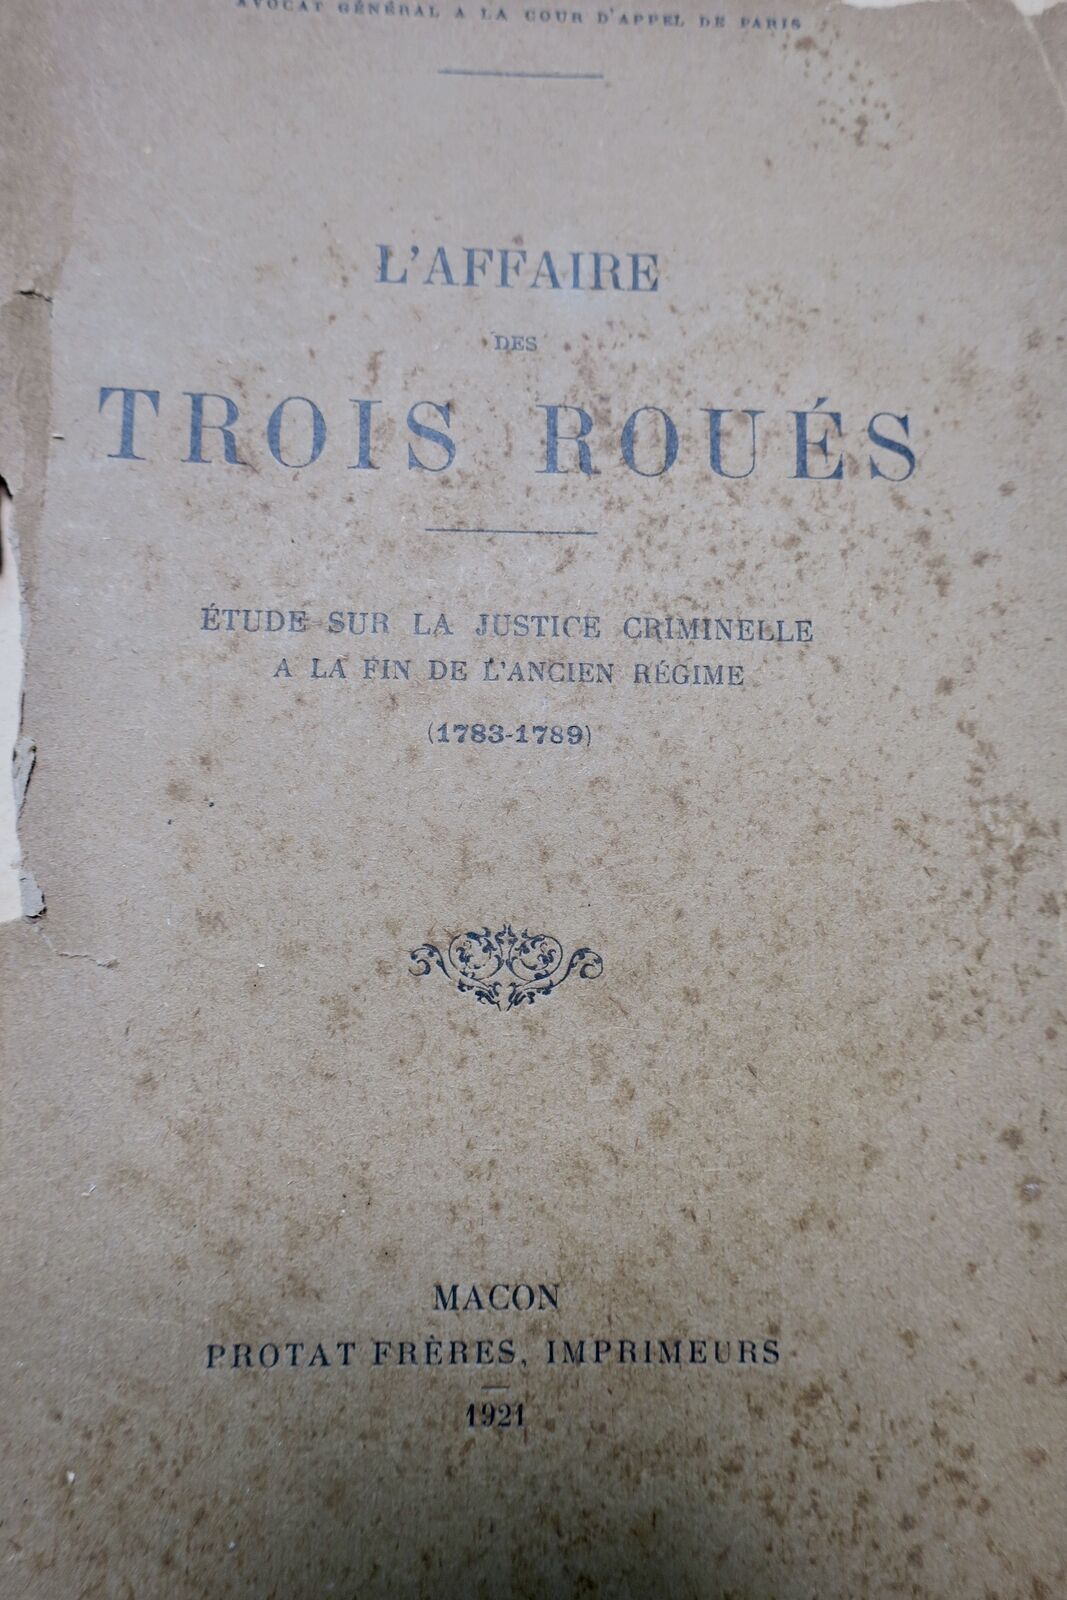 AVOCAT GÉNÉRAL A LA COUR D'APPEL DE PARIS
L'AFFAIRE
DES
TROIS ROUÉS
ÉTUDE SUR LA JUSTICE CRIMINELLE
A LA FIN DE L'ANCIEN RÉGIME
(1783-1789)
MACON
PROTAT FRÈRES, IMPRIMEURS
1921